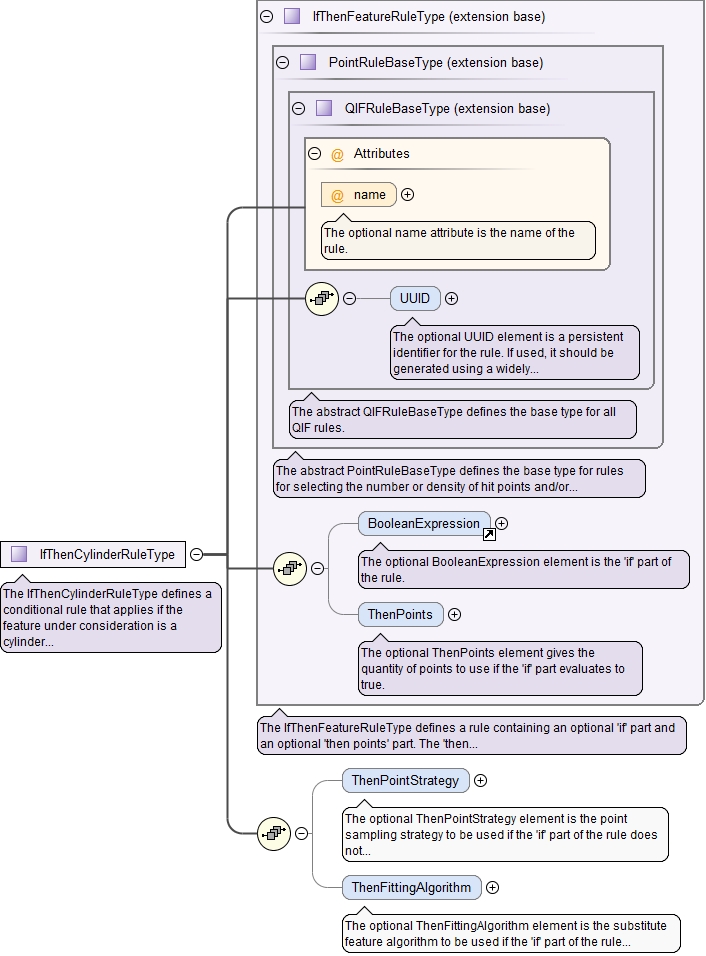 IfThenFeatureRuleType (extension base)
PointRuleBaseType (extension base)
QIFRuleBaseType (extension base)
@ Attributes
@ name
The optional name attribute is the name of the
rule.
UUID
The optional UUID element is a persistent
identifier for the rule. If used, it should be
generated using a widely...
The abstract QIFRuleBaseType defines the base type for all
QIF rules.
The abstract PointRuleBaseType defines the base type for rules
for selecting the number or density of hit points and/or...
BooleanExpression
The optional BooleanExpression element is the 'if' part of
the rule.
ThenPoints
The optional ThenPoints element gives the
quantity of points to use if the 'if' part evaluates to
true.
IfThenCylinderRuleType
The IfThenCylinderRuleType defines a
conditional rule that applies if the
feature under consideration is a
cylinder...
The IfThenFeatureRuleType defines a rule containing an optional 'if' part and
an optional 'then points' part. The 'then...
ThenPointStrategy
The optional ThenPointStrategy element is the point
sampling strategy to be used if the 'if' part of the rule does
not...
ThenFittingAlgorithm
The optional ThenFittingAlgorithm element is the substitute
feature algorithm to be used if the 'if' part of the rule...